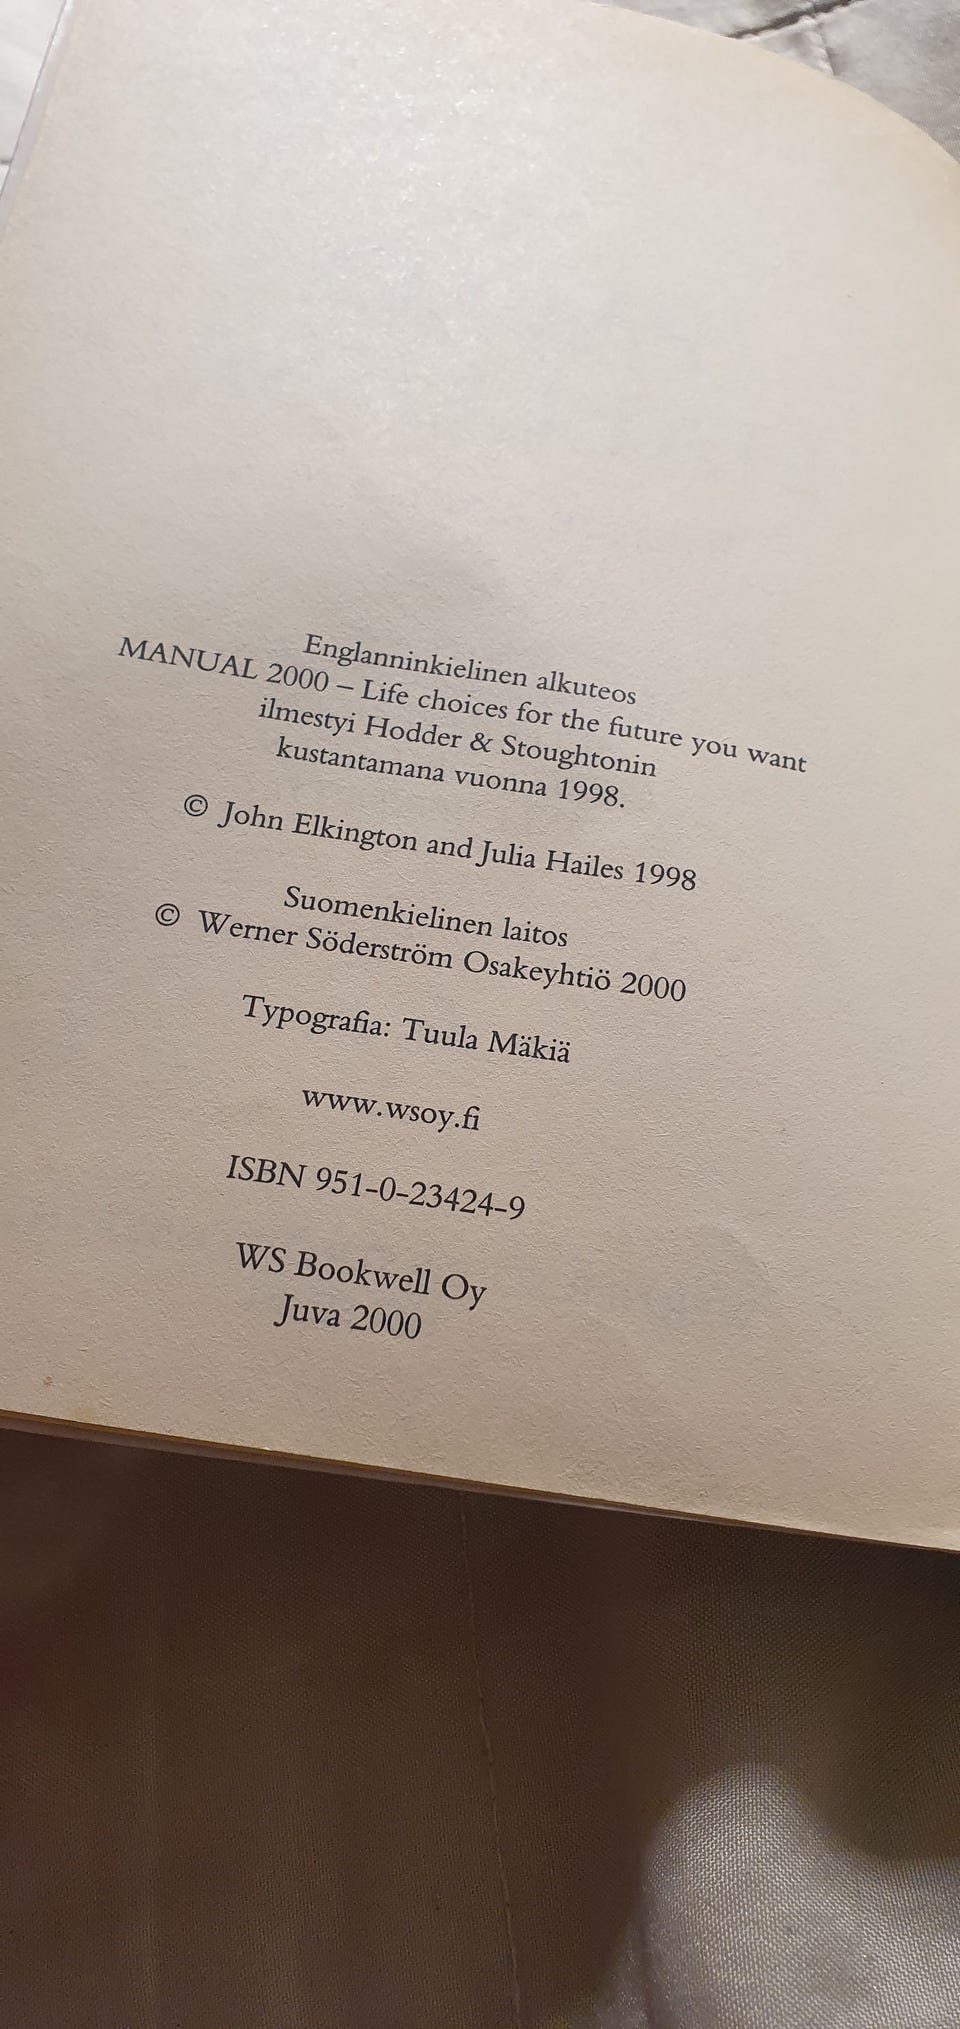 Englanninkielinen alkuteos
MANUAL 2000 – Life choices for the future you want
ilmestyi Hodder & Stoughtonin
kustantamana vuonna 1998.
© John Elkington and Julia Hailes 1998
Suomenkielinen laitos
© Werner Söderström Osakeyhtiö 2000
Typografia: Tuula Mäkiä
www.wsoy.fi
ISBN 951-0-23424-9
WS Bookwell Oy
Juva 2000